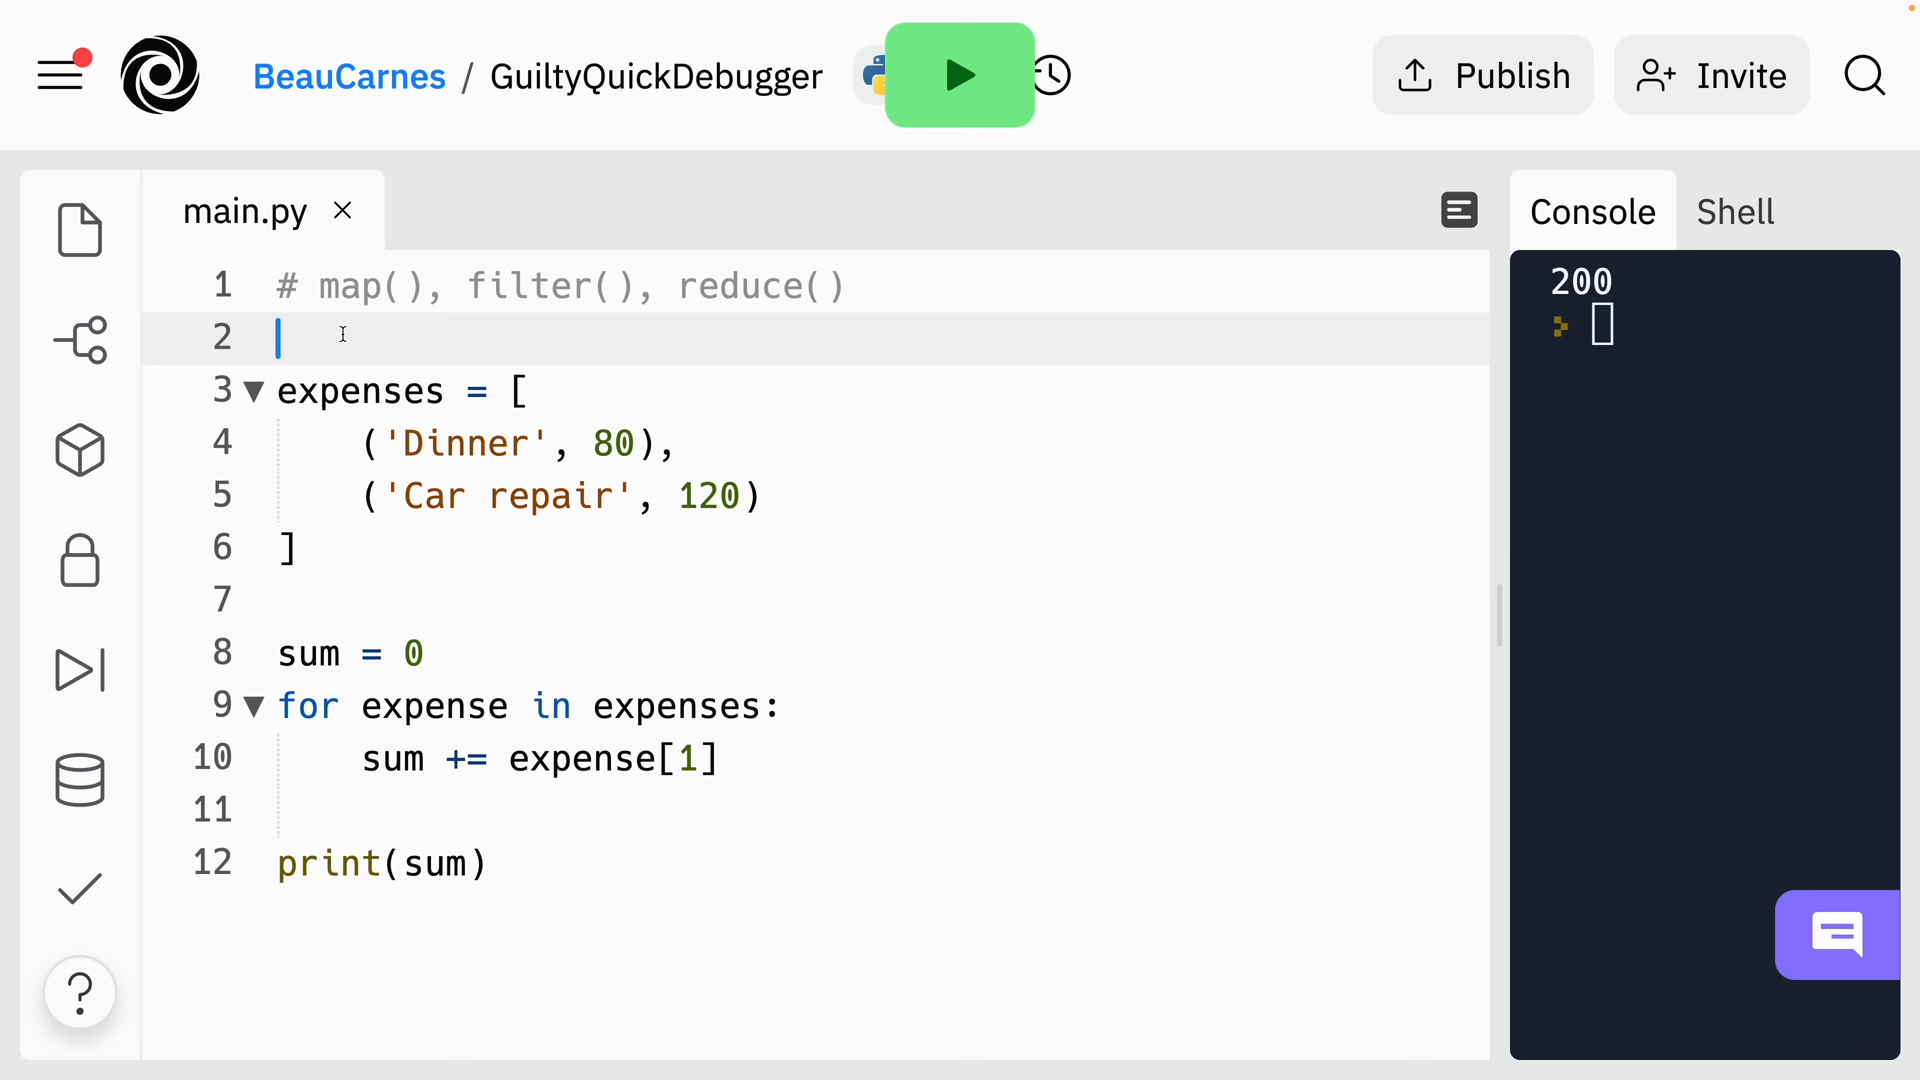 BeauCarnes / GuiltyQuickDebugger
Publish
Invite
main.py
1 # map(), filter(), reduce()
2
3 expenses = [
4     ('Dinner', 80),
5     ('Car repair', 120)
6 ]
7
8 sum = 0
9 for expense in expenses:
10     sum += expense[1]
11
12 print(sum)
Console Shell
200